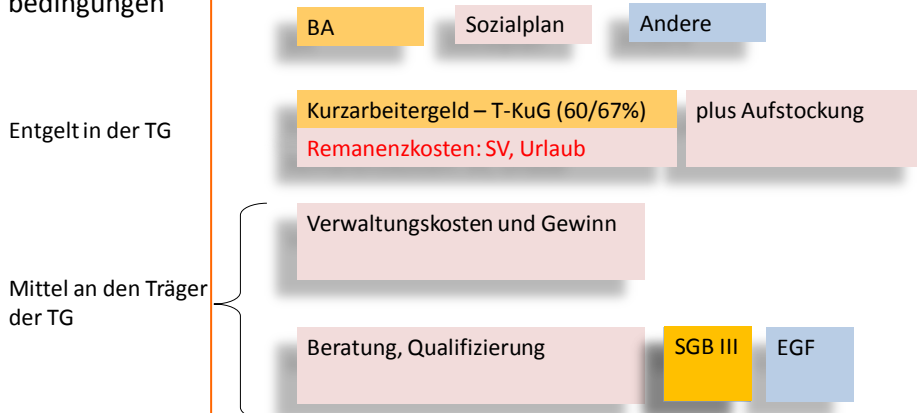 bedingungen
BA
Sozialplan
Andere
Entgelt in der TG
Kurzarbeitergeld – T-KuG (60/67%)
plus Aufstockung
Remanenzkosten: SV, Urlaub
Verwaltungskosten und Gewinn
Mittel an den Träger
der TG
Beratung, Qualifizierung
SGB III
EGF